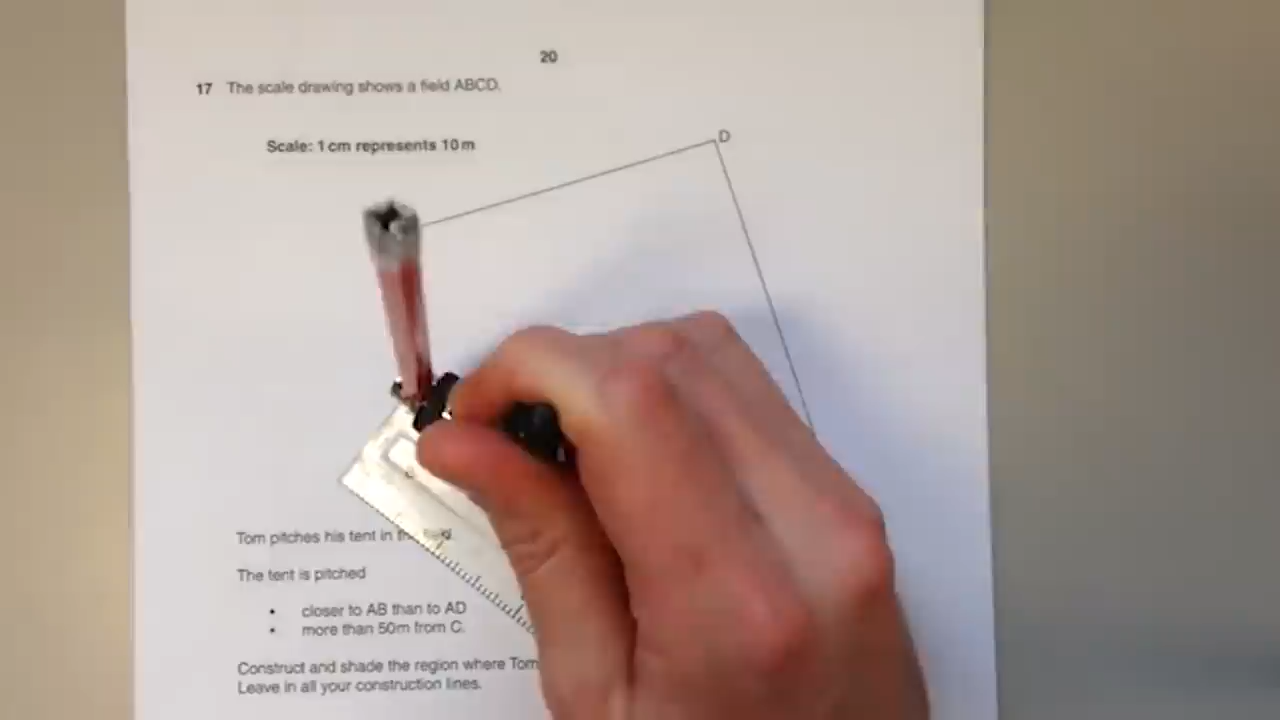 20
17 The scale drawing shows a field ABCD.
Scale: 1 cm represents 10 m
D
Tom pitches his tent in
The tent is pitched
• closer to AB than to AD
• more than 50m from C.
Construct and shade the region where Tom
Leave in all your construction lines.